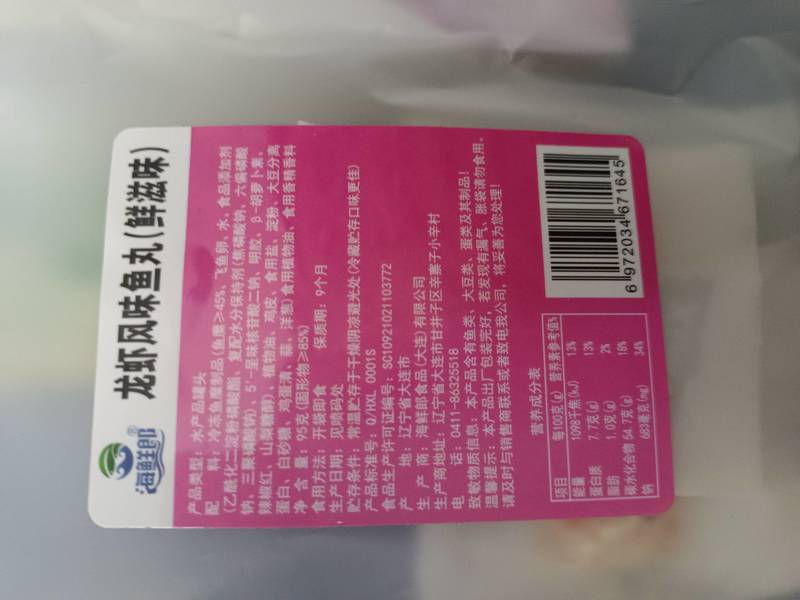 海鲜郎
龙虾风味鱼丸(鲜滋味)
产品类型:水产品罐头
配 料:冷冻鱼糜制品(鱼糜≥45%、飞鱼卵、水、食品添加剂
(乙酰化二淀粉磷酸酯、复配水分保持剂(焦磷酸钠、六偏磷酸
钠、三聚磷酸钠)、5'-呈味核苷酸二钠、明胶、β-胡萝卜素、
辣椒红、山梨糖醇)、植物油、鸡皮、食用盐、淀粉、大豆分离
蛋白、白砂糖、鸡蛋清、蒜、洋葱)食用植物油、食用香精香料
净 含 量:95克(固形物≥85%)
食用方法:开袋即食 保质期:9个月
生产日期:见喷码处
贮存条件:常温贮存于干燥阴凉避光处(冷藏贮存口味更佳)
产品标准号:Q/HXL 0001S
食品生产许可证编号:SC10921021103772
产 地:辽宁省大连市
生 产 商:海鲜郎食品(大连)有限公司
生产商地址:辽宁省大连市甘井子区辛寨子小辛村
电 话:0411-86325518
致敏物质信息:本产品含有鱼类、大豆类、蛋类及其制品!
温馨提示:本产品出厂包装完好,若发现有漏气、胀袋请勿食用。
请及时与销售商联系或者致电我公司,将妥善为您处理!
营养成分表
项目 每100克(g) 营养素参考值%
能量 1098千焦(kJ) 13%
蛋白质 7.7克(g) 13%
脂肪 1.0克(g) 2%
碳水化合物 54.7克(g) 18%
钠 683毫克(mg) 34%
6 972034 671645